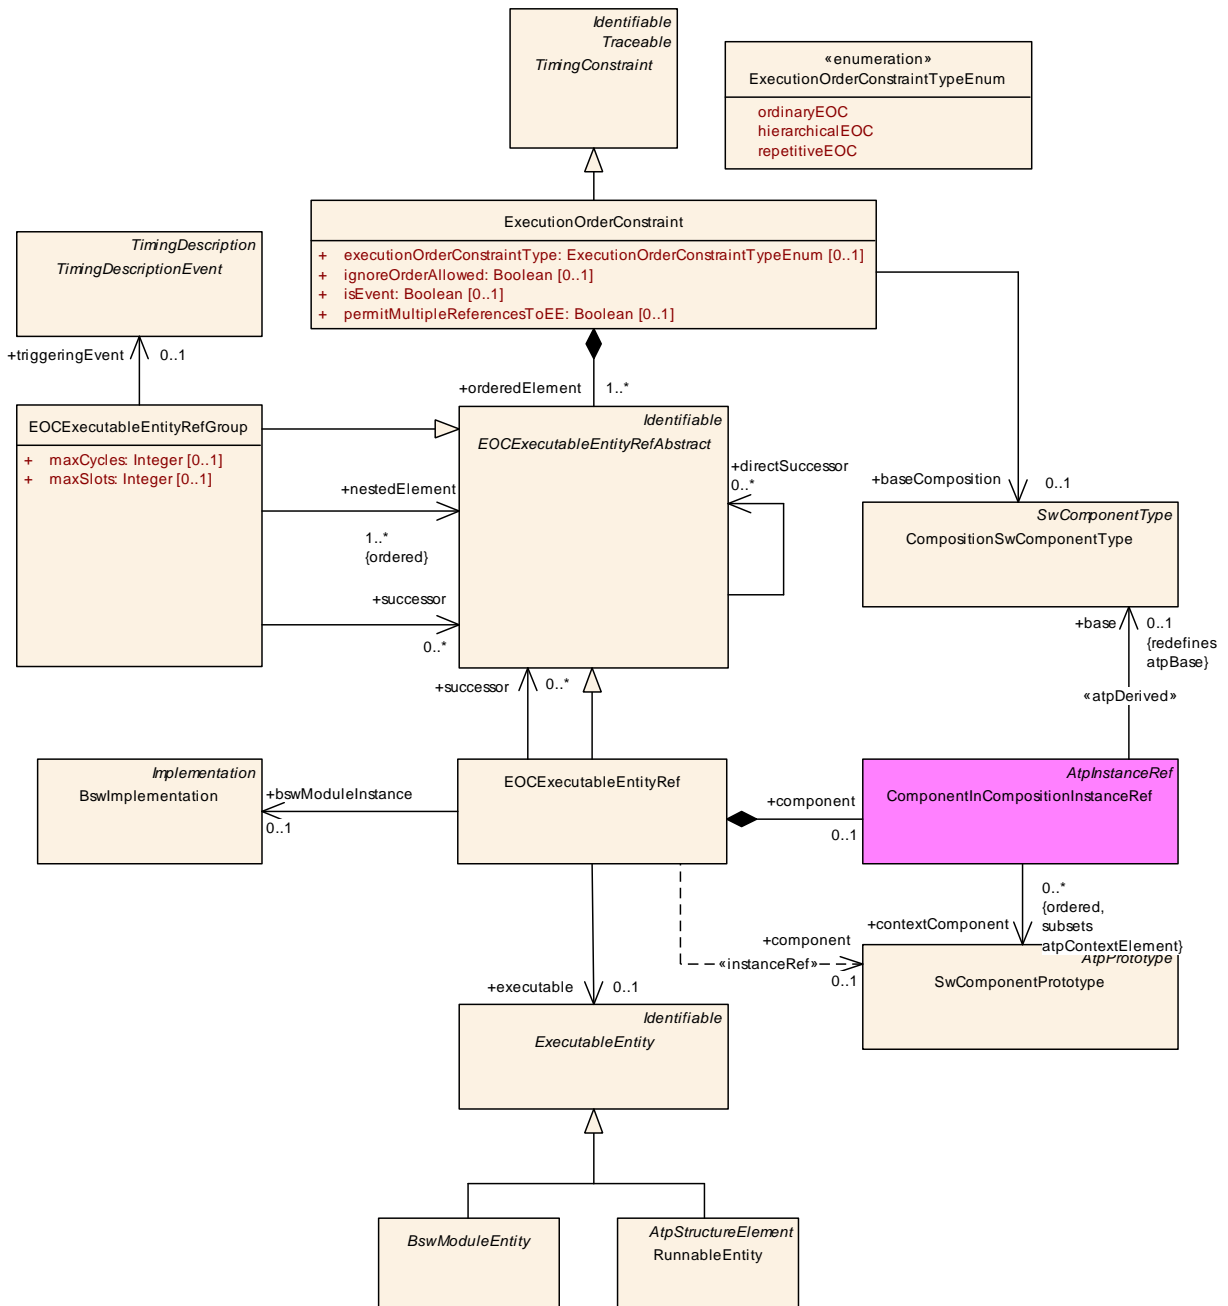 Identifiable
Traceable
TimingConstraint
«enumeration»
ExecutionOrderConstraintTypeEnum
ordinaryEOC
hierarchicalEOC
repetitiveEOC
ExecutionOrderConstraint
+ executionOrderConstraintType: ExecutionOrderConstraintTypeEnum [0..1]
+ ignoreOrderAllowed: Boolean [0..1]
+ isEvent: Boolean [0..1]
+ permitMultipleReferencesToEE: Boolean [0..1]
TimingDescription
TimingDescriptionEvent
+triggeringEvent
0..1
+orderedElement
1..*
EOCExecutableEntityRefGroup
+ maxCycles: Integer [0..1]
+ maxSlots: Integer [0..1]
Identifiable
EOCExecutableEntityRefAbstract
+directSuccessor
0..*
+nestedElement
1..*
{ordered}
+successor
0..*
+baseComposition
0..1
SwComponentType
CompositionSwComponentType
+base
0..1
{redefines
atpBase}
«atpDerived»
+successor
0..*
Implementation
BswImplementation
+bswModuleInstance
0..1
EOCExecutableEntityRef
+component
0..1
AtpInstanceRef
ComponentInCompositionInstanceRef
0..*
{ordered,
subsets
atpContextElement}
+contextComponent
+component
«instanceRef»
0..1
AtpPrototype
SwComponentPrototype
+executable
0..1
Identifiable
ExecutableEntity
BswModuleEntity
AtpStructureElement
RunnableEntity